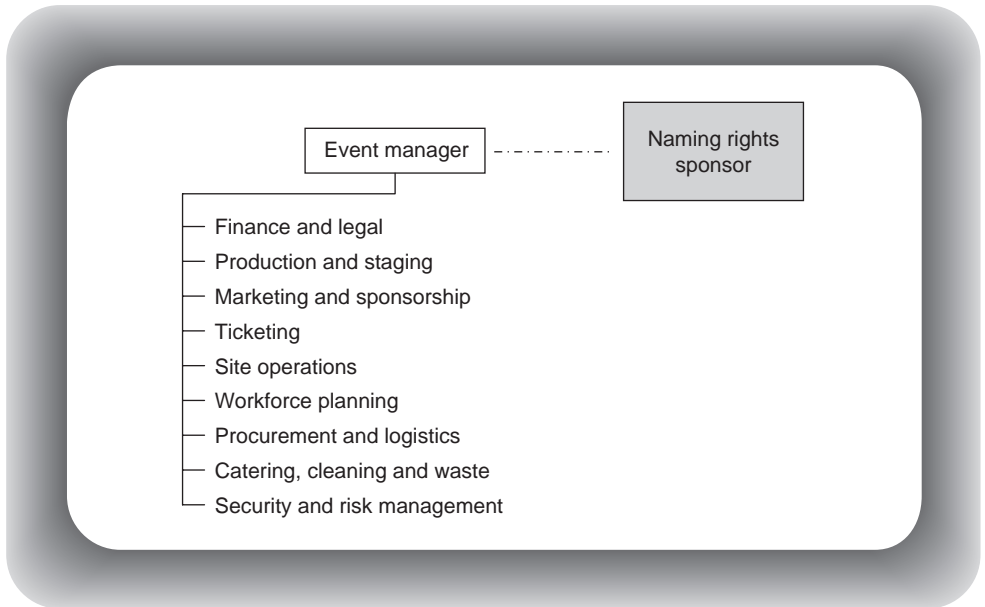 Event manager
Naming rights
sponsor
Finance and legal
Production and staging
Marketing and sponsorship
Ticketing
Site operations
Workforce planning
Procurement and logistics
Catering, cleaning and waste
Security and risk management